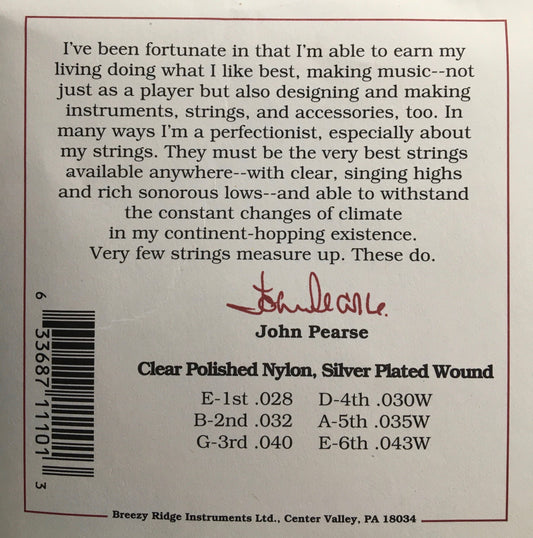 I've been fortunate in that I'm able to earn my
living doing what I like best, making music--not
just as a player but also designing and making
instruments, strings, and accessories, too. In
many ways I'm a perfectionist, especially about
my strings. They must be the very best strings
available anywhere--with clear, singing highs
and rich sonorous lows--and able to withstand
the constant changes of climate
in my continent-hopping existence.
Very few strings measure up. These do.
John Pearse.
John Pearse
Clear Polished Nylon, Silver Plated Wound
E-1st .028 D-4th .030W
B-2nd .032 A-5th .035W
G-3rd .040 E-6th .043W
6 33687 11101 3
Breezy Ridge Instruments Ltd., Center Valley, PA 18034